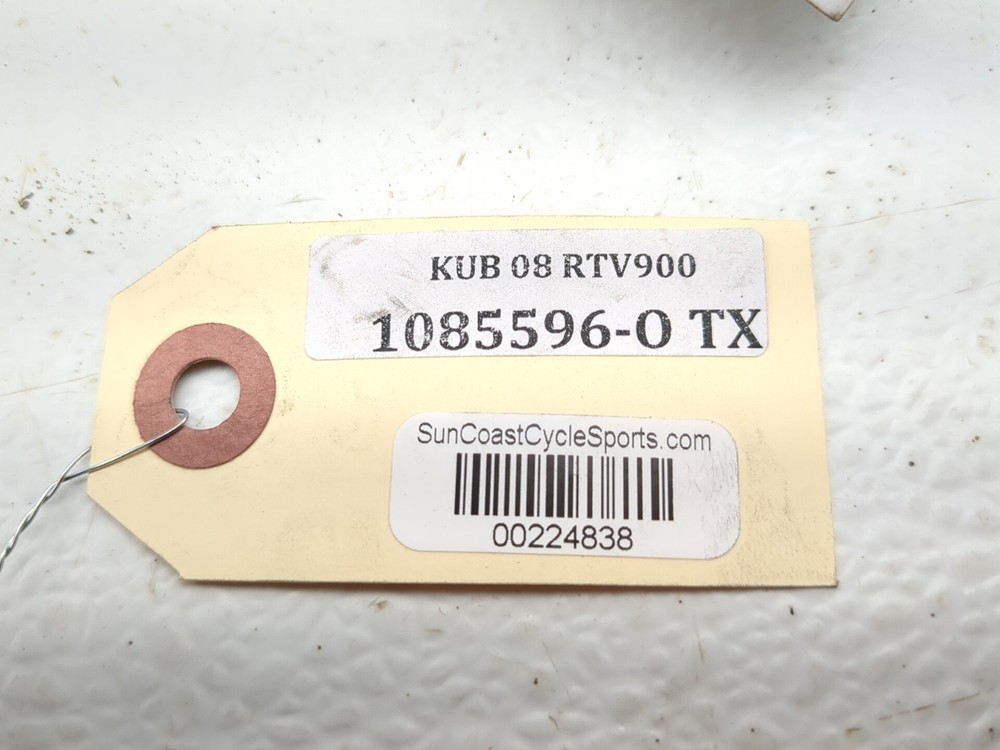 KUB 08 RTV900
1085596-O TX
SunCoastCycleSports.com
00224838